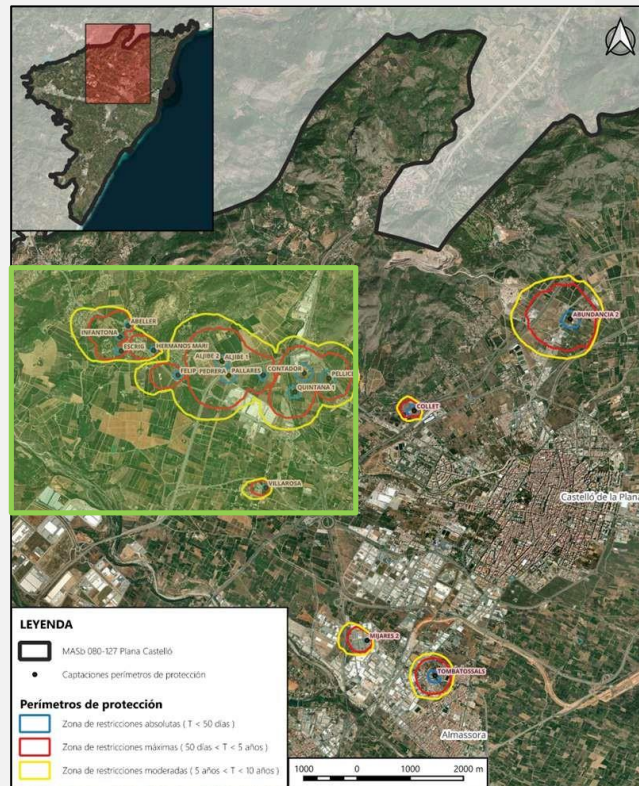 ABUNDANCIA 2
ABELLER
INFANTONA
ESCRIG
HERMANOS MARI
ALJIBE 2
ALJIBE 1
FELIP
PEDRERA
PALLARES
CONTADOR
PELLICE
QUINTANA 1
COLLET
VILLAROSA
Castelló de la Plana
MIJARES 2
TOMBATOSSALS
Almassora
LEYENDA
MASb 080-127 Plana Castelló
Captaciones perímetros de protección
Perímetros de protección
Zona de restricciones absolutas ( T < 50 días )
Zona de restricciones máximas ( 50 días < T < 5 años )
Zona de restricciones moderadas ( 5 años < T < 10 años )
1000 0 1000 2000 m